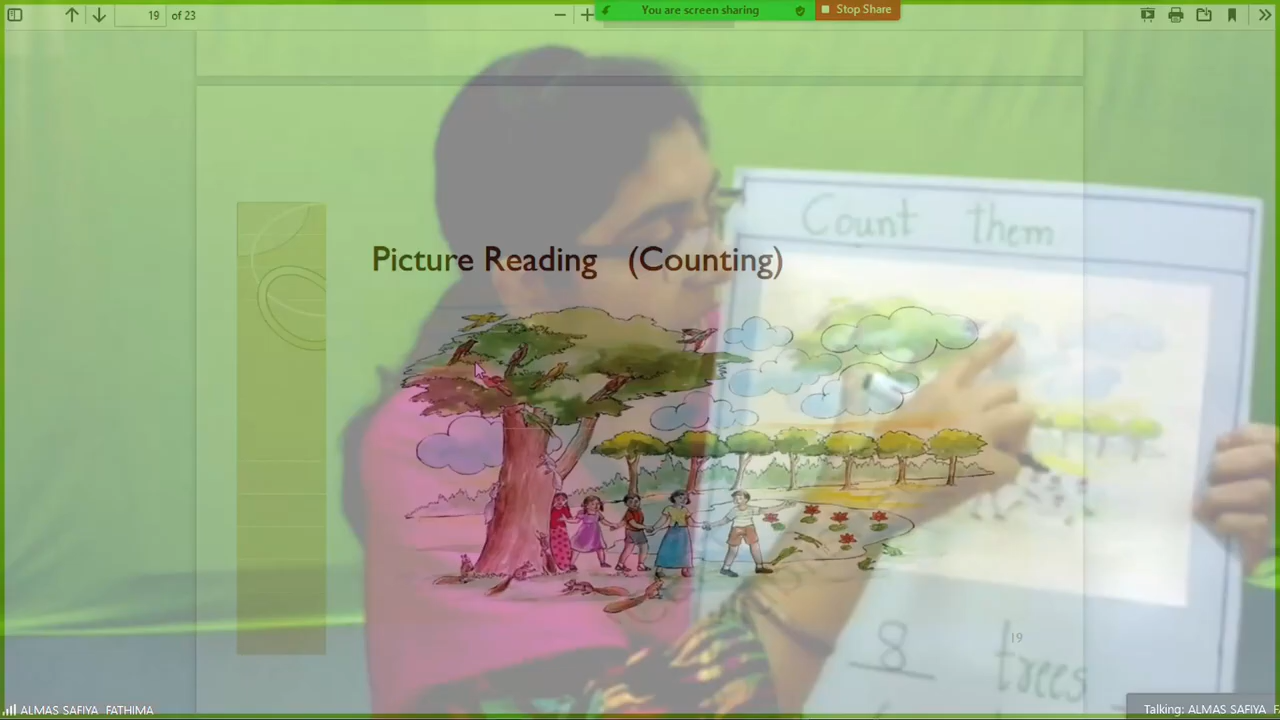 19 of 23
You are screen sharing
Stop Share
Count them
Picture Reading (Counting)
19
8 trees
ALMAS SAFIYA FATHIMA
Talking: ALMAS SAFIYA F